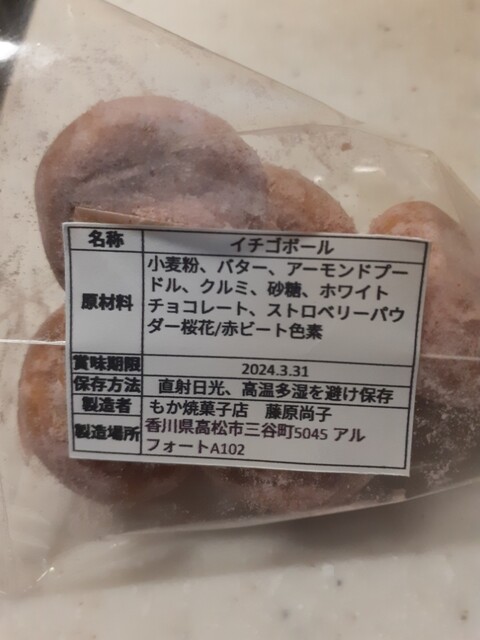 名称 イチゴボール
原材料 小麦粉、バター、アーモンドプー
ドル、クルミ、砂糖、ホワイト
チョコレート、ストロベリーパウ
ダー桜花/赤ビート色素
賞味期限 2024.3.31
保存方法 直射日光、高温多湿を避け保存
製造者 もか焼菓子店 藤原尚子
製造場所 香川県高松市三谷町5045 アル
フォートA102